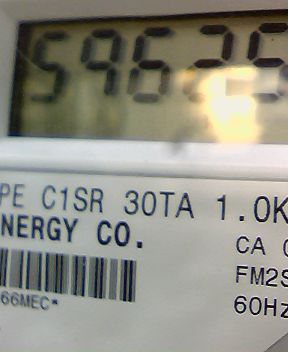 59625
PE C1SR 30TA 1.0K
NERGY CO.
CA
FM2S
66MEC*
60Hz